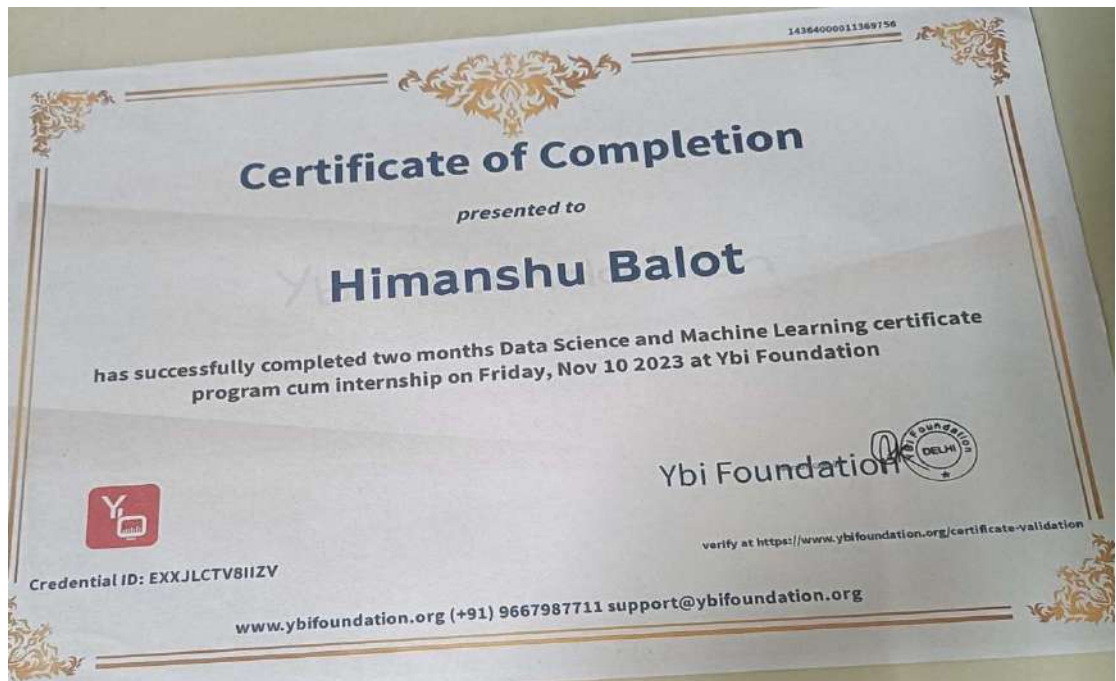 14364000011369756
Certificate of Completion
presented to
Himanshu Balot
has successfully completed two months Data Science and Machine Learning certificate
program cum internship on Friday, Nov 10 2023 at Ybi Foundation
Ybi Foundation
Ybi Foundation
DELHI
verify at https://www.ybifoundation.org/certificate-validation
Credential ID: EXXJLCTV8IIZV
www.ybifoundation.org (+91) 9667987711 support@ybifoundation.org